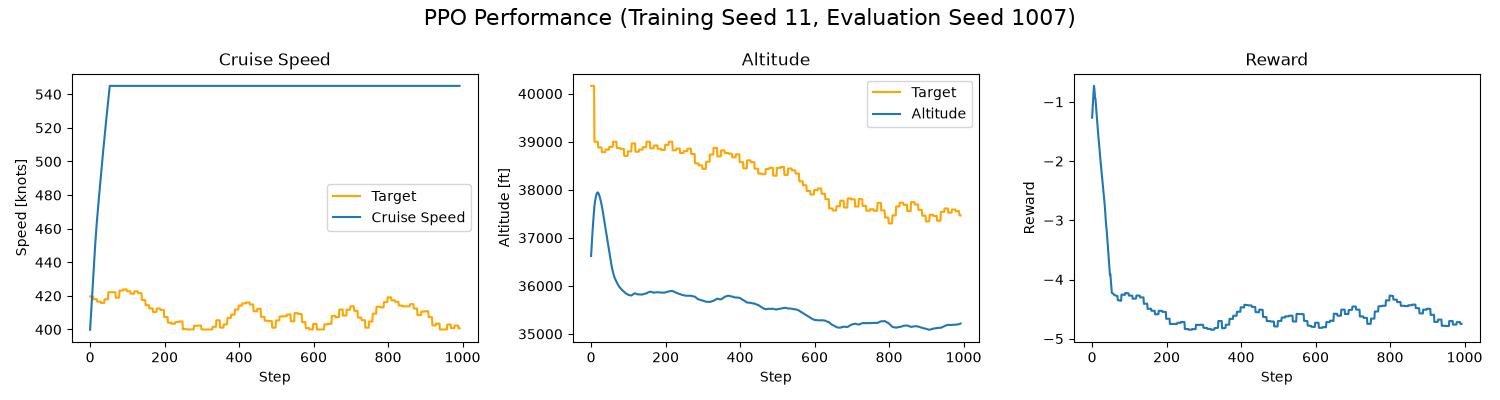 PPO Performance (Training Seed 11, Evaluation Seed 1007)
Cruise Speed
Speed [knots]
540
520
500
480
460
440
420
400
Target
Cruise Speed
0
200
400
600
800
1000
Step
Altitude
Altitude [ft]
40000
39000
38000
37000
36000
35000
Target
Altitude
0
200
400
600
800
1000
Step
Reward
Reward
−1
−2
−3
−4
−5
0
200
400
600
800
1000
Step